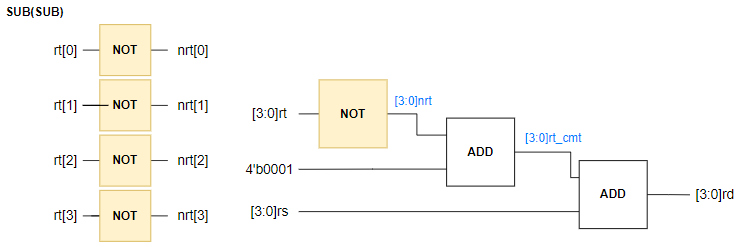 SUB(SUB)
rt[0] NOT nrt[0]
rt[1] NOT nrt[1]
rt[2] NOT nrt[2]
rt[3] NOT nrt[3]
[3:0]rt NOT [3:0]nrt
4'b0001 ADD [3:0]rt_cmt
[3:0]rs ADD [3:0]rd